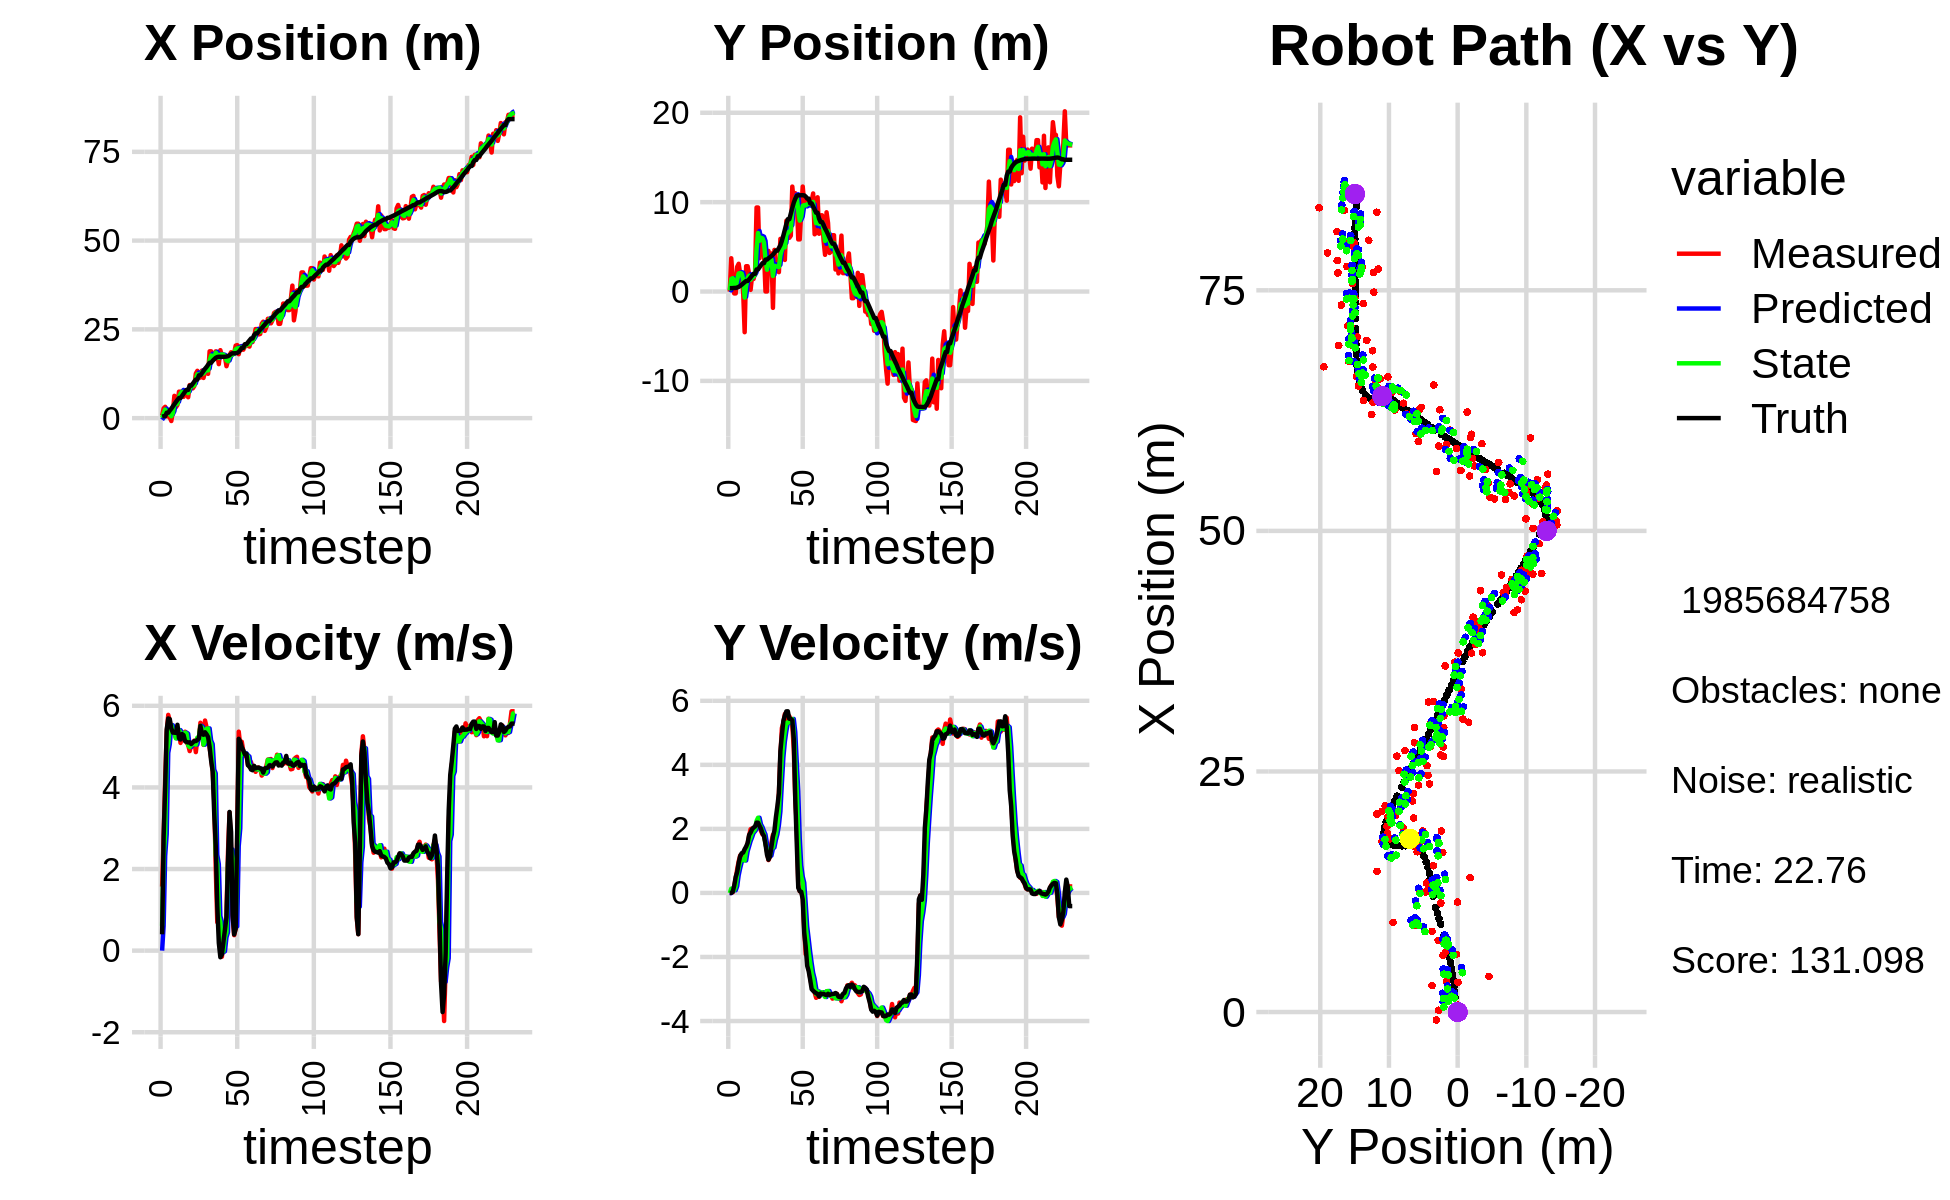 X Position (m)
75
50
25
0
0 50 100 150 200
timestep
Y Position (m)
20
10
0
-10
0 50 100 150 200
timestep
X Velocity (m/s)
6
4
2
0
-2
0 50 100 150 200
timestep
Y Velocity (m/s)
6
4
2
0
-2
-4
0 50 100 150 200
timestep
Robot Path (X vs Y)
X Position (m)
75
50
25
0
20 10 0 -10 -20
Y Position (m)
variable
Measured
Predicted
State
Truth
1985684758
Obstacles: none
Noise: realistic
Time: 22.76
Score: 131.098